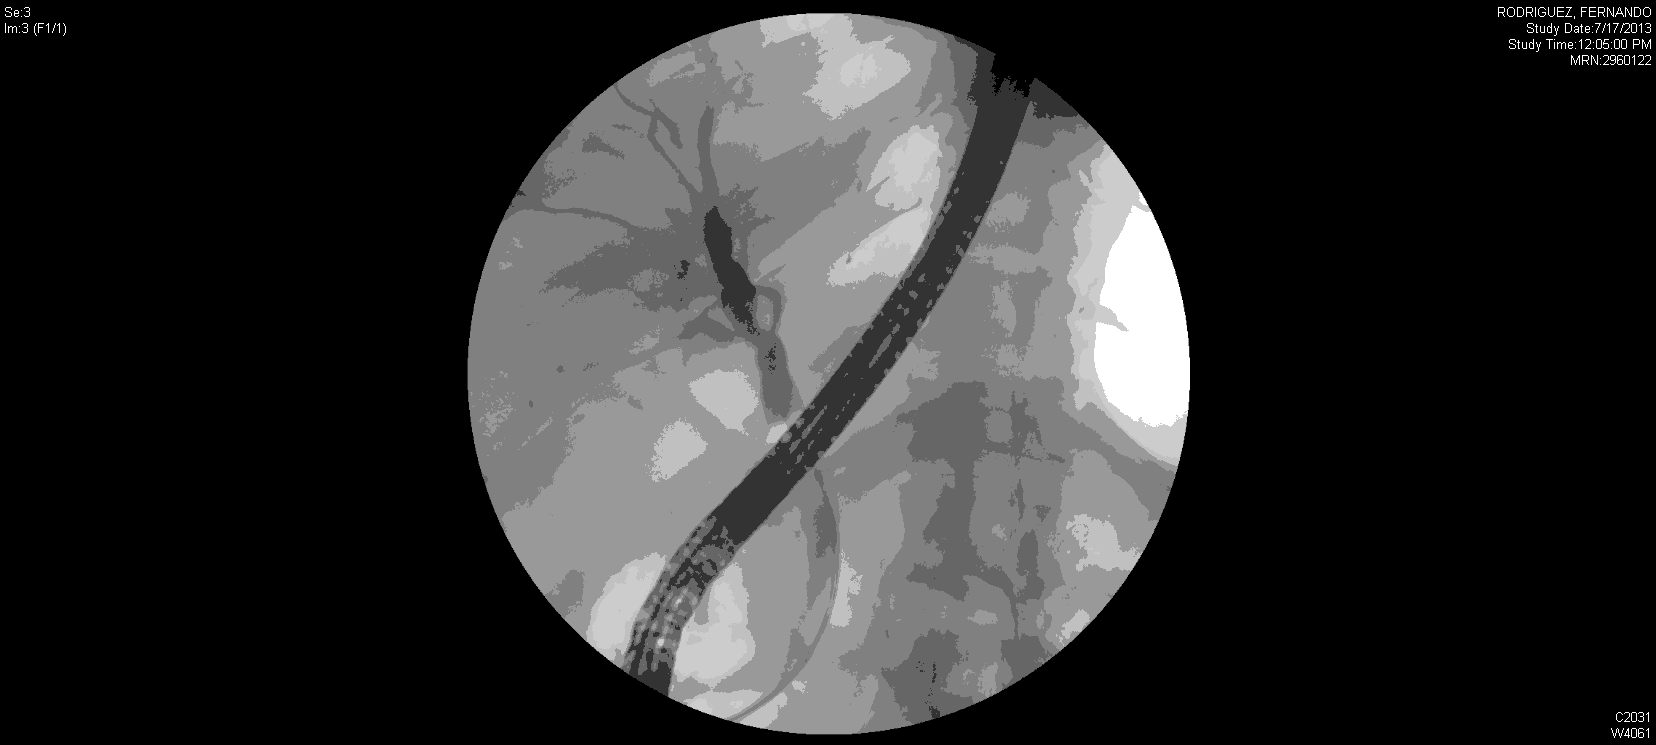 Se:3
Im:3 (F1/1)
RODRIGUEZ, FERNANDO
Study Date:7/17/2013
Study Time:12:05:00 PM
MRN:2960122
C2031
W4061